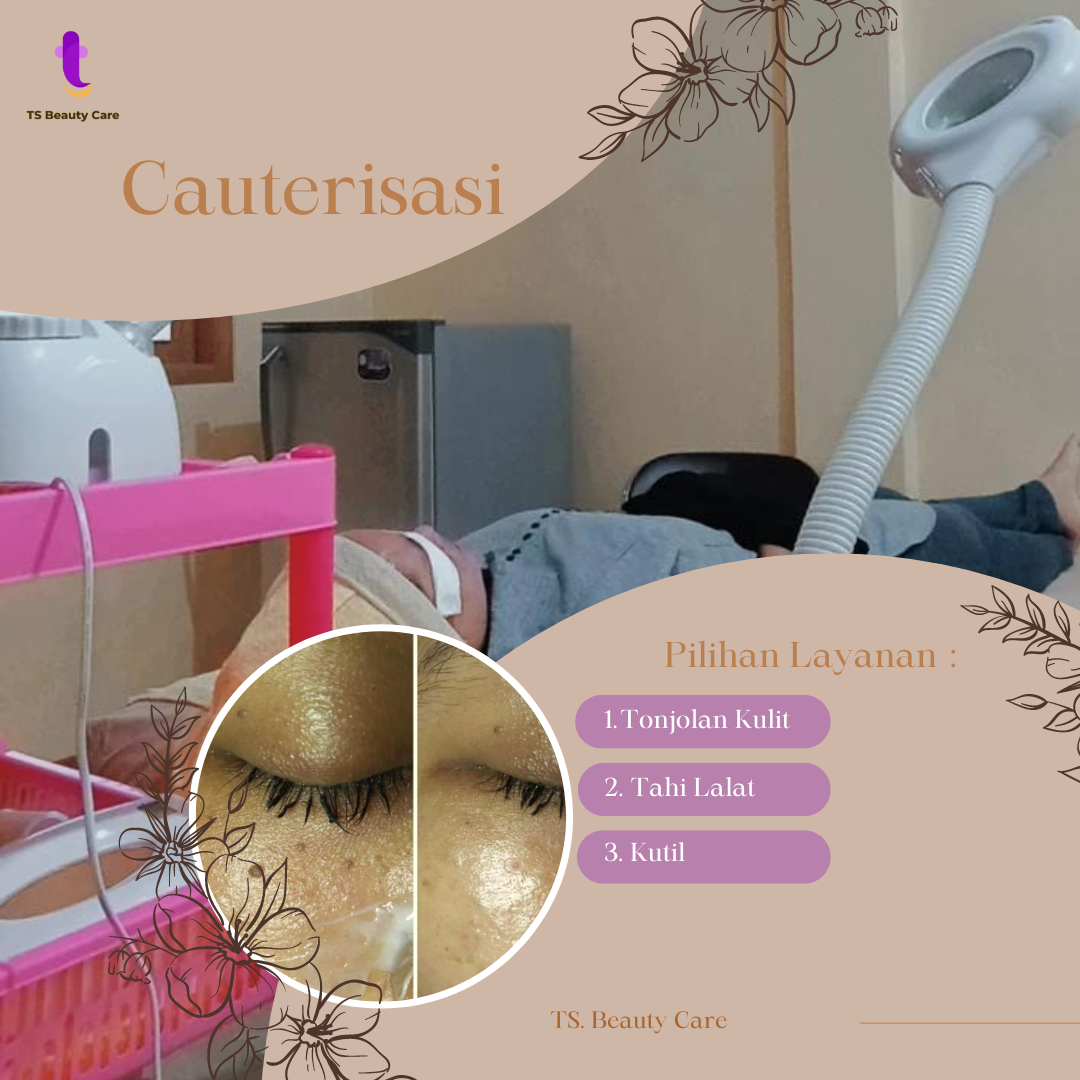 TS Beauty Care
Cauterisasi
Pilihan Layanan :
1.Tonjolan Kulit
2. Tahi Lalat
3. Kutil
TS. Beauty Care